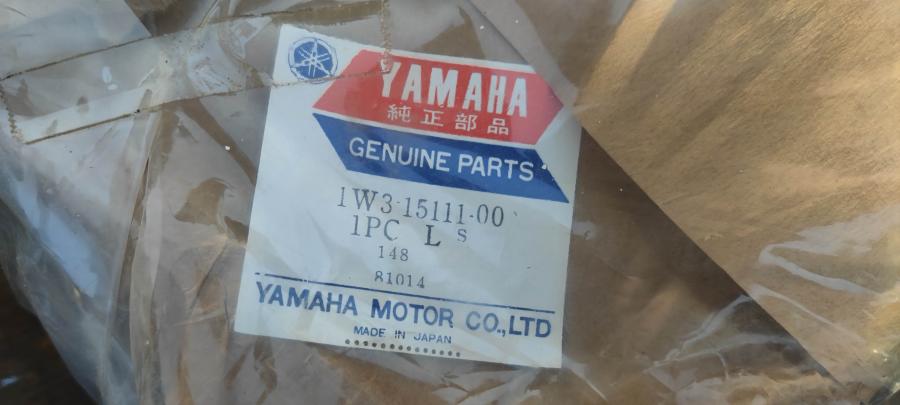 YAMAHA
純正部品
GENUINE PARTS
1W3-15111-00
1PC L S
148
81014
YAMAHA MOTOR CO.,LTD
MADE IN JAPAN